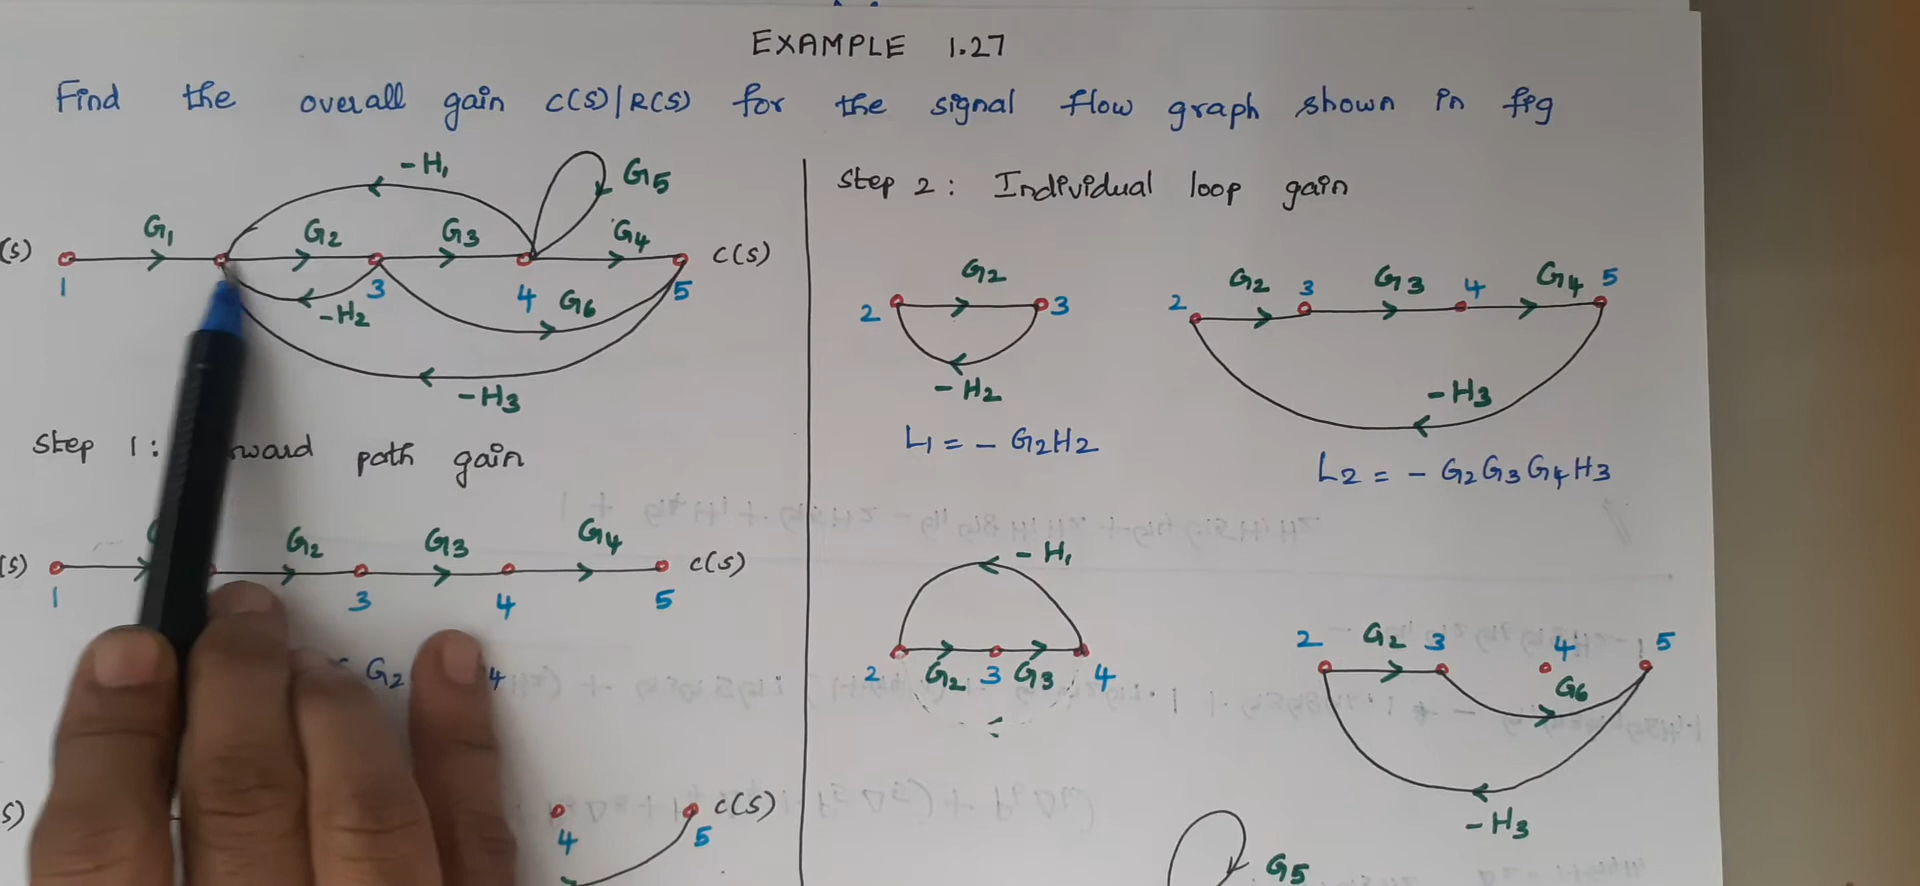 EXAMPLE 1.27
Find the overall gain C(S)/R(S) for the signal flow graph shown in fig
-H₁
G₅
(S) G₁ G₂ G₃ G₄ C(S)
1 3 4 5
-H₂ G₆
-H₃
Step 1: path gain
G₂ G₃ G₄
(S) C(S)
1 3 4 5
G₂ 4
S) C(S)
4 5
Step 2: Individual loop gain
G₂
2 3
-H₂
L₁ = - G₂H₂
G₂ G₃ G₄
2 3 4 5
-H₃
L₂ = - G₂G₃G₄H₃
-H₁
2 G₂ 3 G₃ 4
2 G₂ 3 4 5
G₆
-H₃
G₅